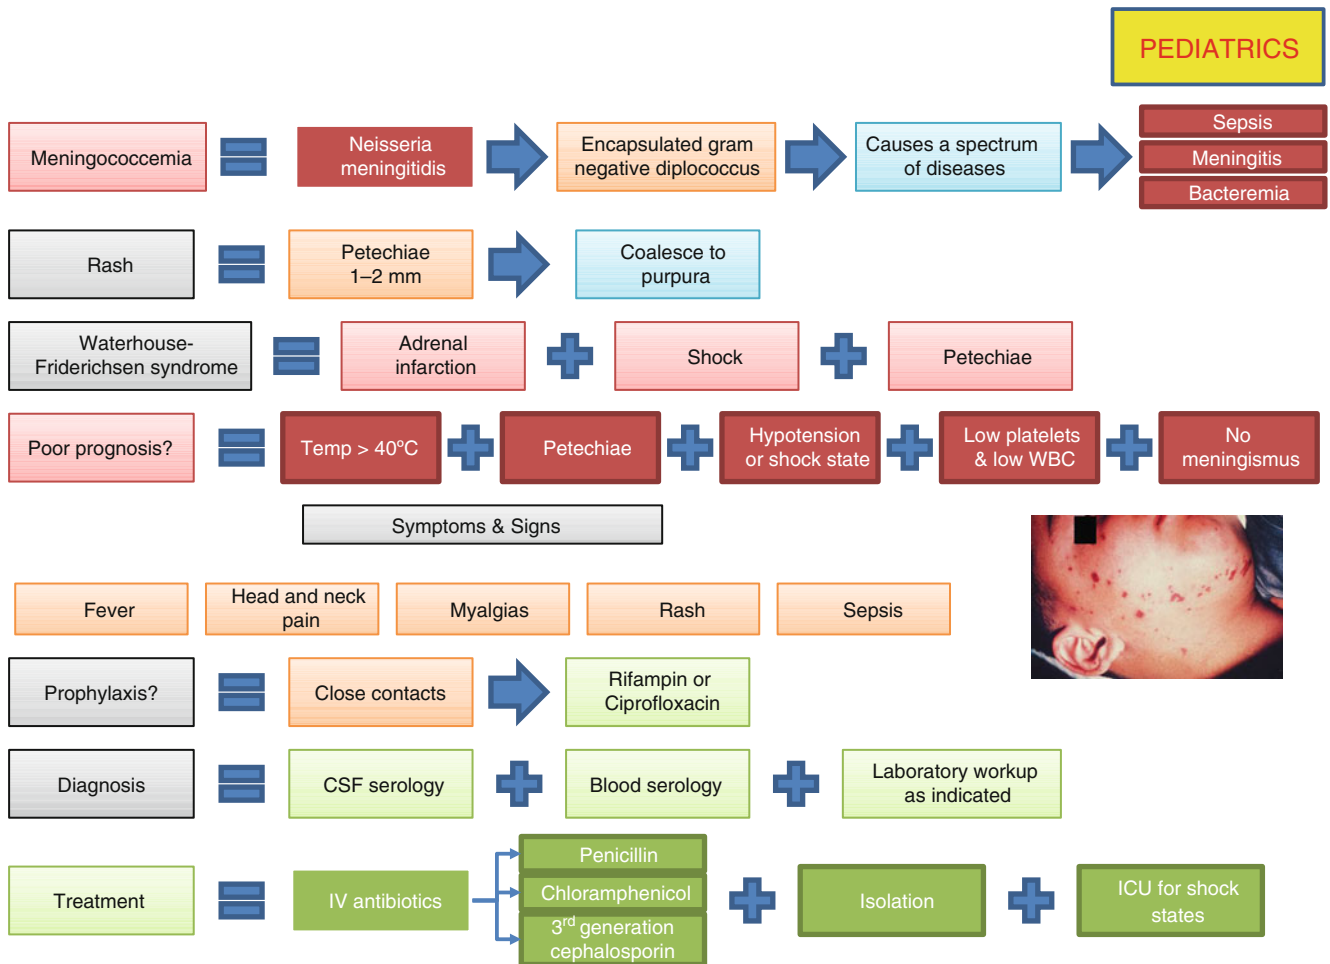 PEDIATRICS
Meningococcemia
Neisseria
meningitidis
Encapsulated gram
negative diplococcus
Causes a spectrum
of diseases
Sepsis
Meningitis
Bacteremia
Rash
Petechiae
1–2 mm
Coalesce to
purpura
Waterhouse-
Friderichsen syndrome
Adrenal
infarction
Shock
Petechiae
Poor prognosis?
Temp > 40ºC
Petechiae
Hypotension
or shock state
Low platelets
& low WBC
No
meningismus
Symptoms & Signs
Fever
Head and neck
pain
Myalgias
Rash
Sepsis
Prophylaxis?
Close contacts
Rifampin or
Ciprofloxacin
Diagnosis
CSF serology
Blood serology
Laboratory workup
as indicated
Treatment
IV antibiotics
Penicillin
Chloramphenicol
3rd generation
cephalosporin
Isolation
ICU for shock
states